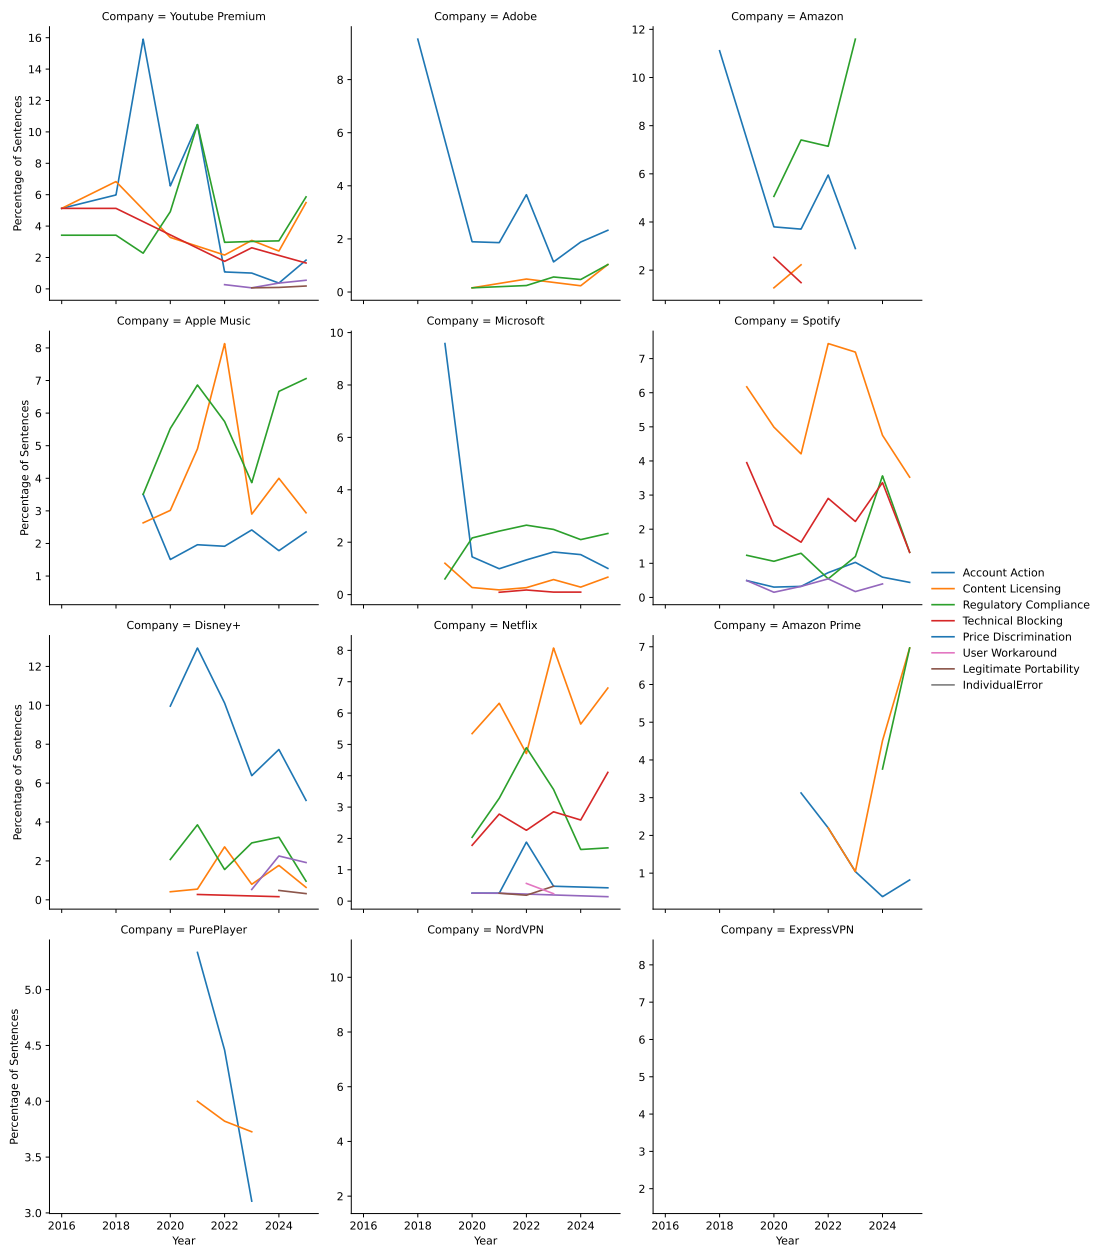 Company = Youtube Premium
Company = Adobe
Company = Amazon
Percentage of Sentences
16
14
12
10
8
6
4
2
0
8
6
4
2
0
12
10
8
6
4
2
Company = Apple Music
Company = Microsoft
Company = Spotify
Percentage of Sentences
8
7
6
5
4
3
2
1
10
8
6
4
2
0
7
6
5
4
3
2
1
0
Account Action
Content Licensing
Regulatory Compliance
Technical Blocking
Price Discrimination
User Workaround
Legitimate Portability
IndividualError
Company = Disney+
Company = Netflix
Company = Amazon Prime
Percentage of Sentences
12
10
8
6
4
2
0
8
7
6
5
4
3
2
1
0
7
6
5
4
3
2
1
Company = PurePlayer
Company = NordVPN
Company = ExpressVPN
Percentage of Sentences
5.0
4.5
4.0
3.5
3.0
10
8
6
4
2
8
7
6
5
4
3
2
2016 2018 2020 2022 2024
2016 2018 2020 2022 2024
2016 2018 2020 2022 2024
Year
Year
Year